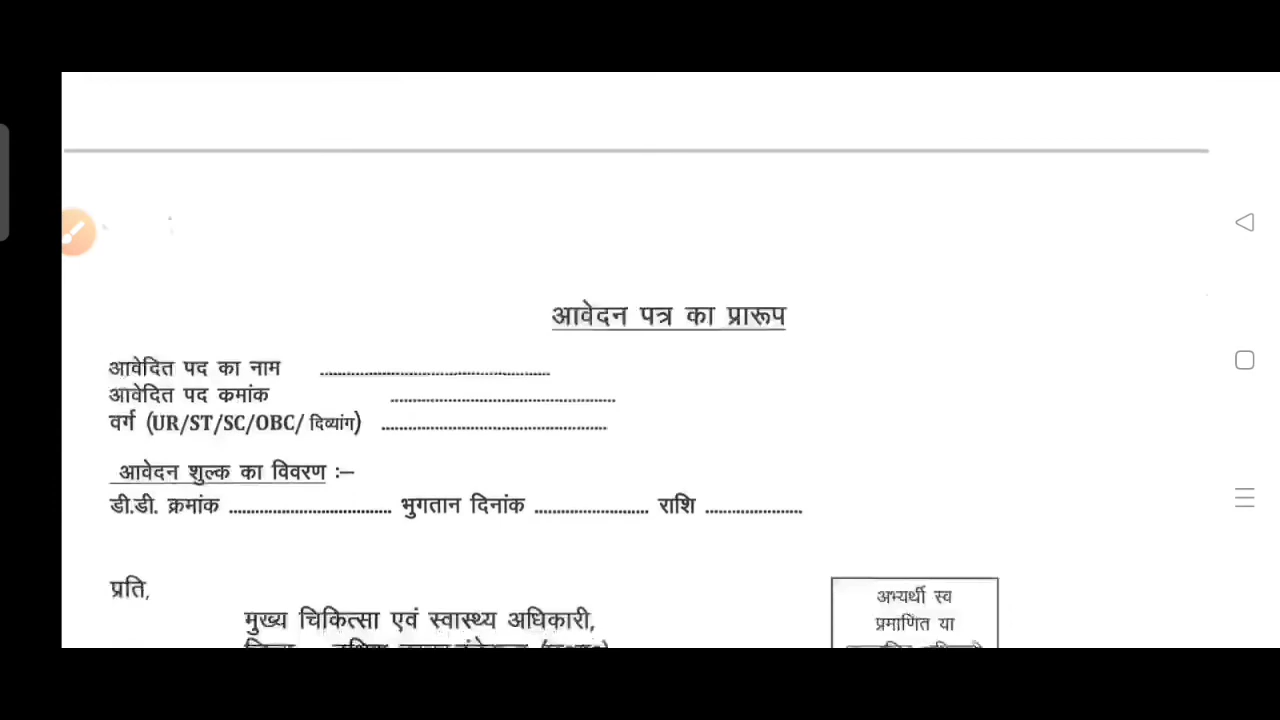 आवेदन पत्र का प्रारूप
आवेदित पद का नाम ....................................................
आवेदित पद कमांक ...................................................
वर्ग (UR/ST/SC/OBC/ दिव्यांग) ...................................................
आवेदन शुल्क का विवरण :–
डी.डी. क्रमांक ..................................... भुगतान दिनांक .......................... राशि ......................
प्रति,
मुख्य चिकित्सा एवं स्वास्थ्य अधिकारी,
अभ्यर्थी स्व
प्रमाणित या